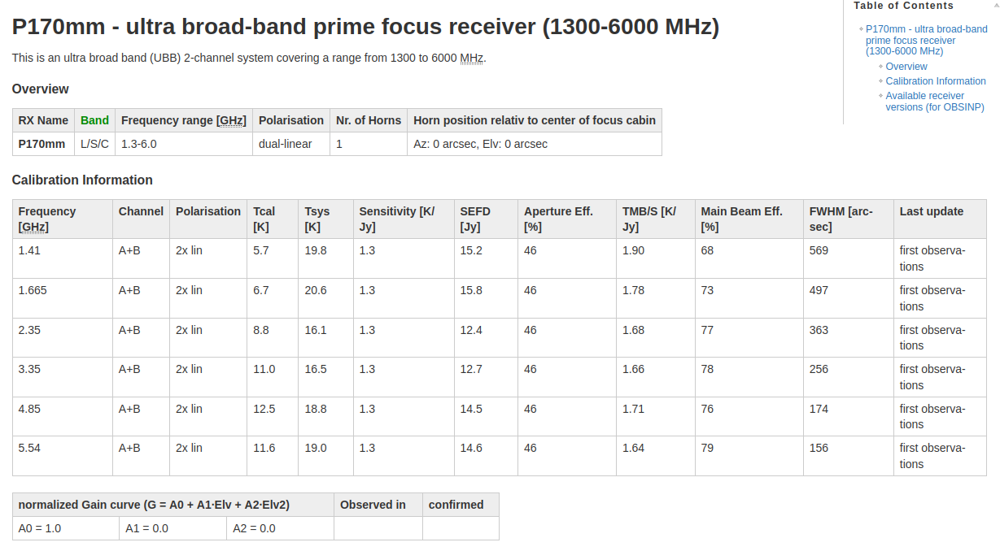 P170mm - ultra broad-band prime focus receiver (1300-6000 MHz)
This is an ultra broad band (UBB) 2-channel system covering a range from 1300 to 6000 MHz.
Table of Contents
P170mm - ultra broad-band
prime focus receiver
(1300-6000 MHz)
Overview
Calibration Information
Available receiver
versions (for OBSINP)
Overview
RX Name Band Frequency range [GHz] Polarisation Nr. of Horns Horn position relativ to center of focus cabin
P170mm L/S/C 1.3-6.0 dual-linear 1 Az: 0 arcsec, Elv: 0 arcsec
Calibration Information
Frequency Channel Polarisation Tcal Tsys Sensitivity [K/ SEFD Aperture Eff. TMB/S [K/ Main Beam Eff. FWHM [arc- Last update
[GHz] [K] [K] Jy] [Jy] [%] Jy] [%] sec]
1.41 A+B 2x lin 5.7 19.8 1.3 15.2 46 1.90 68 569 first observa-
tions
1.665 A+B 2x lin 6.7 20.6 1.3 15.8 46 1.78 73 497 first observa-
tions
2.35 A+B 2x lin 8.8 16.1 1.3 12.4 46 1.68 77 363 first observa-
tions
3.35 A+B 2x lin 11.0 16.5 1.3 12.7 46 1.66 78 256 first observa-
tions
4.85 A+B 2x lin 12.5 18.8 1.3 14.5 46 1.71 76 174 first observa-
tions
5.54 A+B 2x lin 11.6 19.0 1.3 14.6 46 1.64 79 156 first observa-
tions
normalized Gain curve (G = A0 + A1·Elv + A2·Elv2) Observed in confirmed
A0 = 1.0 A1 = 0.0 A2 = 0.0